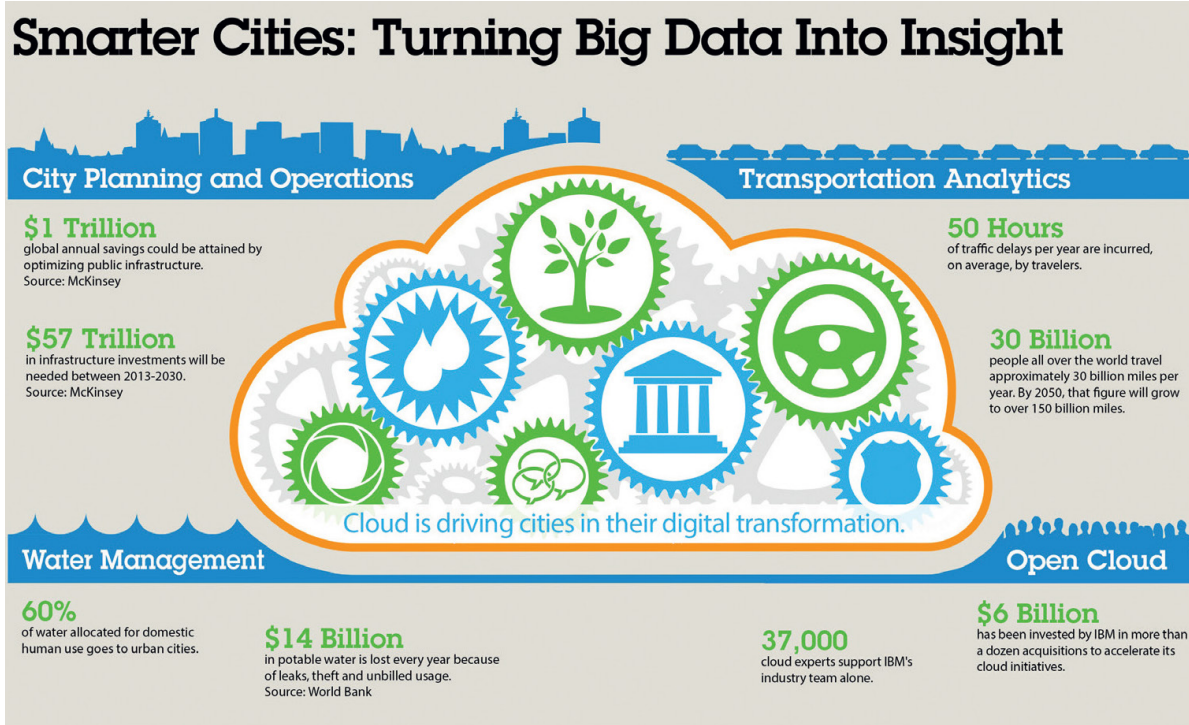 Smarter Cities: Turning Big Data Into Insight
City Planning and Operations
$1 Trillion
global annual savings could be attained by
optimizing public infrastructure.
Source: McKinsey
$57 Trillion
in infrastructure investments will be
needed between 2013-2030.
Source: McKinsey
Transportation Analytics
50 Hours
of traffic delays per year are incurred,
on average, by travelers.
30 Billion
people all over the world travel
approximately 30 billion miles per
year. By 2050, that figure will grow
to over 150 billion miles.
Cloud is driving cities in their digital transformation.
Water Management
60%
of water allocated for domestic
human use goes to urban cities.
$14 Billion
in potable water is lost every year because
of leaks, theft and unbilled usage.
Source: World Bank
Open Cloud
37,000
cloud experts support IBM's
industry team alone.
$6 Billion
has been invested by IBM in more than
a dozen acquisitions to accelerate its
cloud initiatives.